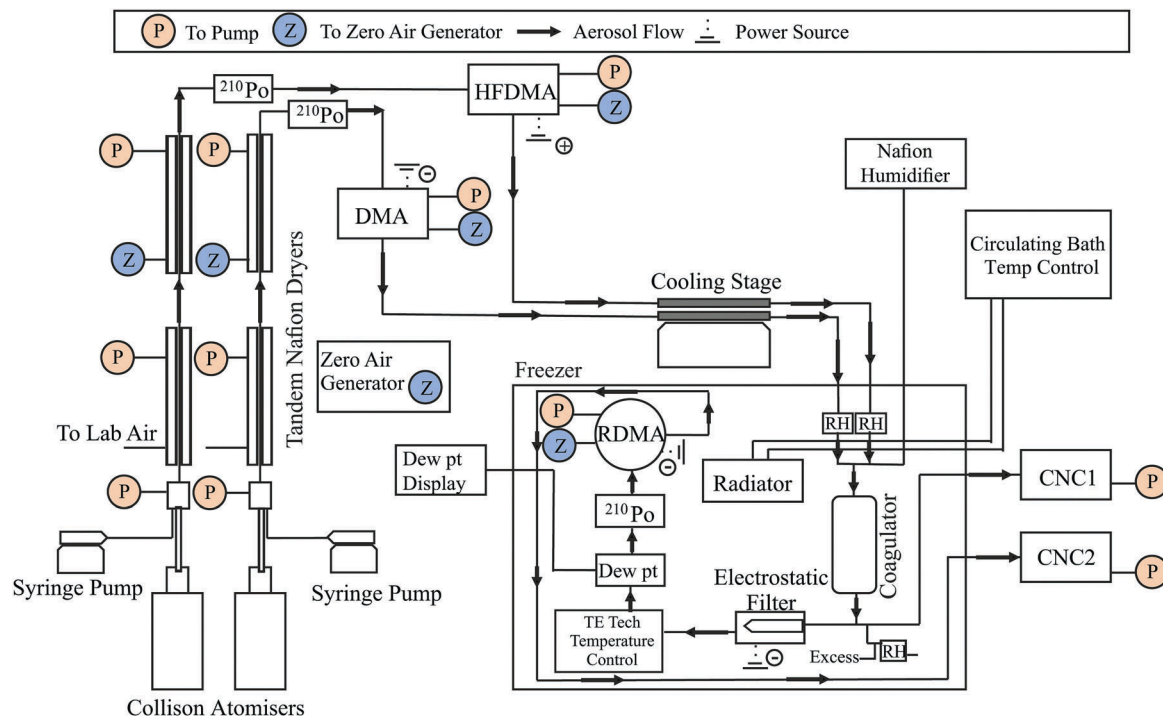 P To Pump Z To Zero Air Generator Aerosol Flow Power Source
210Po
210Po
HFDMA
P
Z
+
-
DMA
P
Z
P
P
Z
Z
P
P
Tandem Nafion Dryers
To Lab Air
P
P
Syringe Pump
Syringe Pump
Collison Atomisers
Zero Air
Generator Z
Cooling Stage
Nafion
Humidifier
Circulating Bath
Temp Control
Freezer
P
Z
RDMA
-
210Po
Dew pt
Dew pt
Display
TE Tech
Temperature
Control
Electrostatic
Filter
-
Radiator
RH
RH
Coagulator
Excess
RH
CNC1
P
CNC2
P